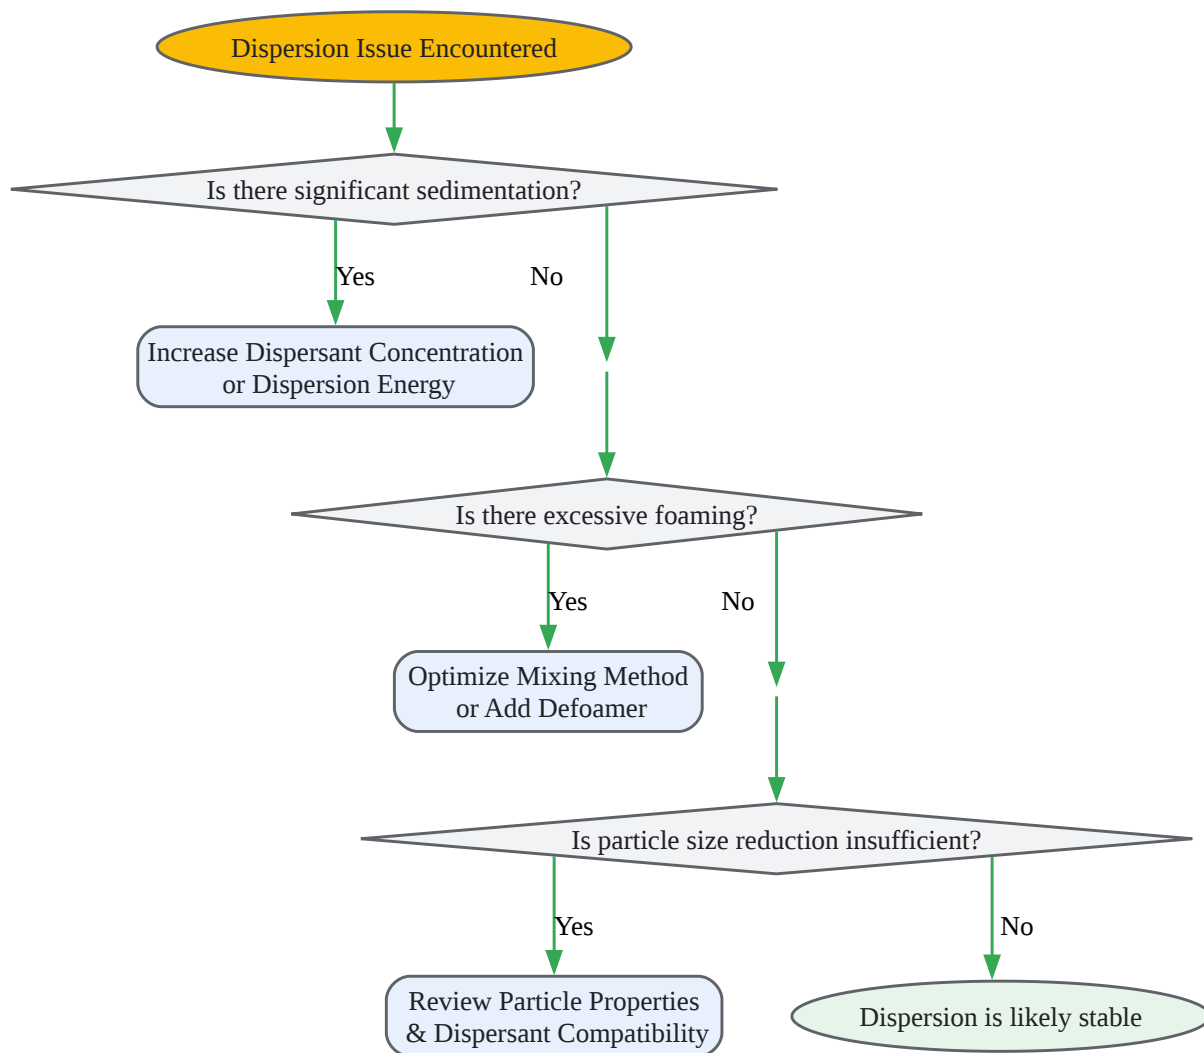 Dispersion Issue Encountered
Is there significant sedimentation?
Yes
No
Increase Dispersant Concentration
or Dispersion Energy
Is there excessive foaming?
Yes
No
Optimize Mixing Method
or Add Defoamer
Is particle size reduction insufficient?
Yes
No
Review Particle Properties
& Dispersant Compatibility
Dispersion is likely stable